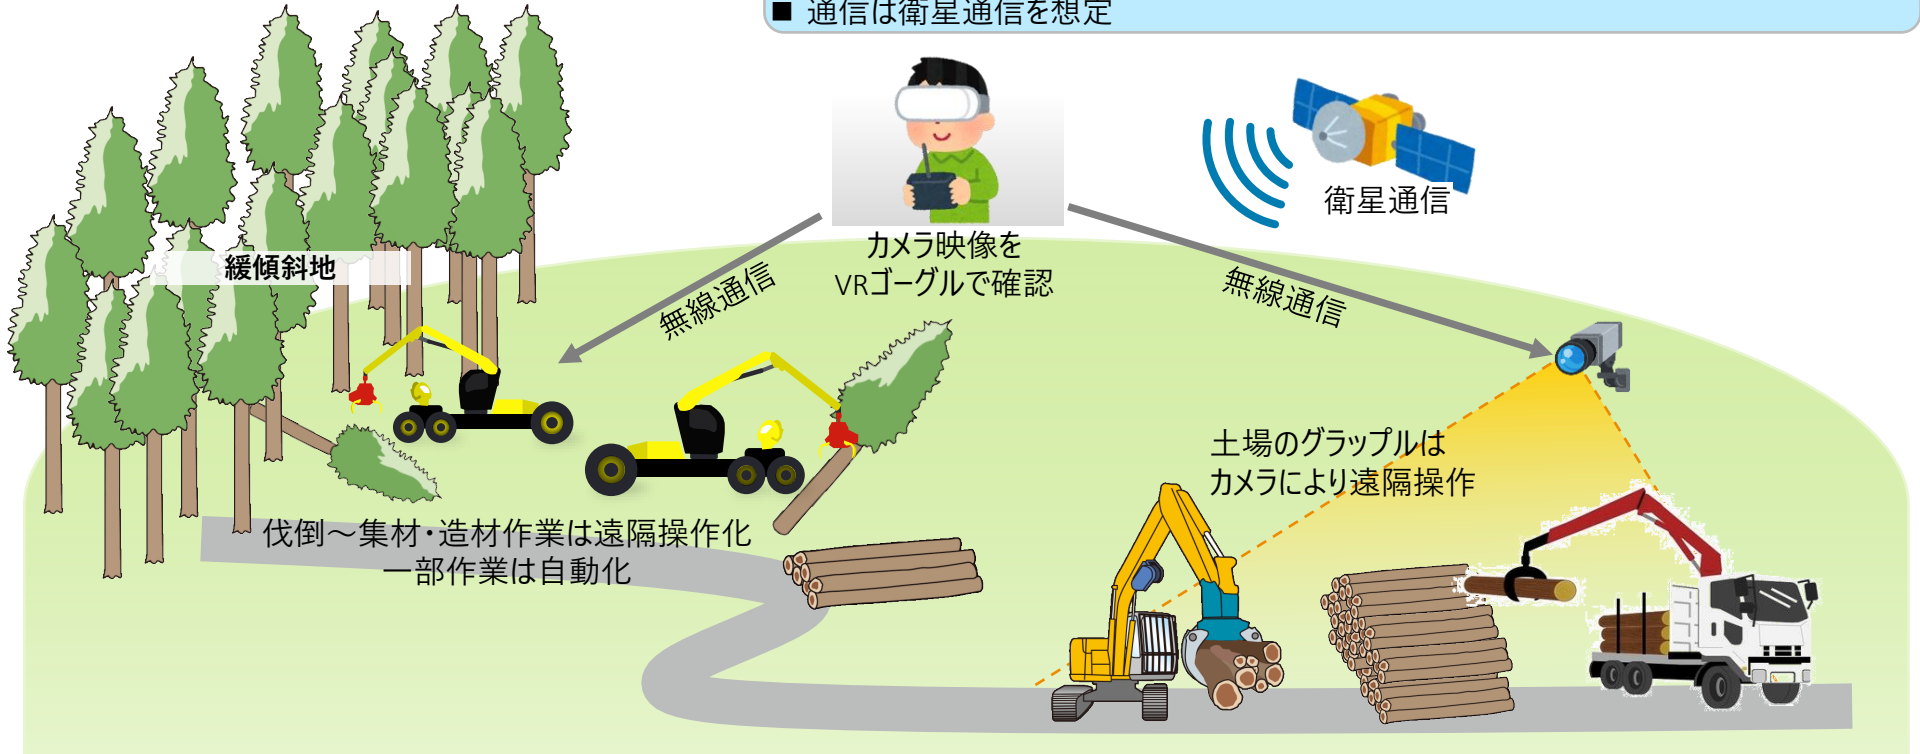 ■ 通信は衛星通信を想定
衛星通信
カメラ映像を
VRゴーグルで確認
緩傾斜地
無線通信
無線通信
土場のグラップルは
カメラにより遠隔操作
伐倒～集材・造材作業は遠隔操作化
一部作業は自動化